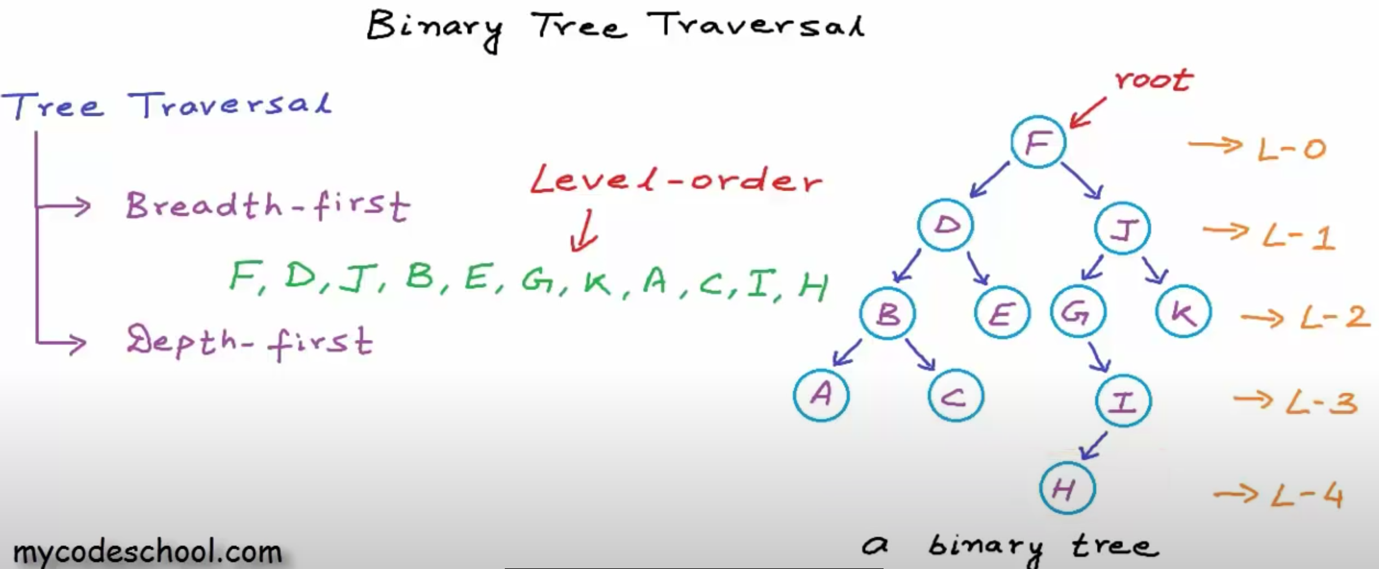 Binary Tree Traversal
Tree Traversal
Breadth-first
Level-order
F, D, J, B, E, G, K, A, C, I, H
Depth-first
root
F
L-0
D J
L-1
B E G K
L-2
A C I
L-3
H
L-4
a binary tree
mycodeschool.com